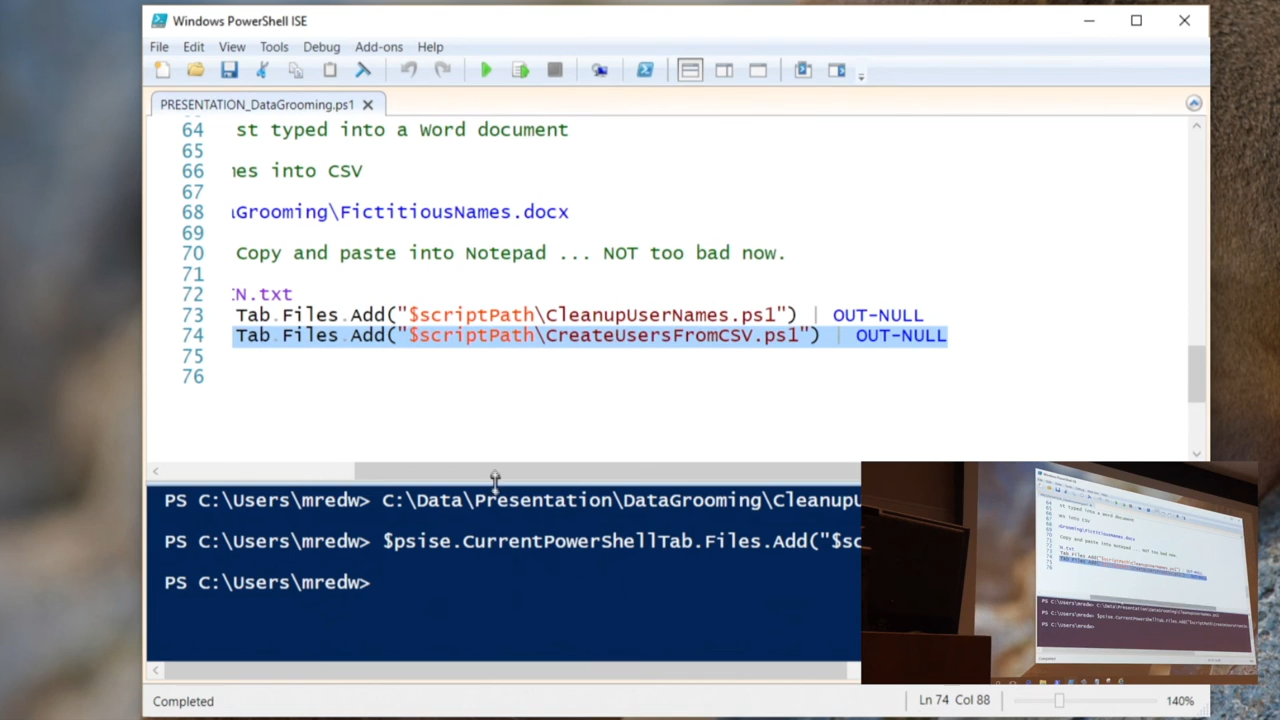 Windows PowerShell ISE
File Edit View Tools Debug Add-ons Help
PRESENTATION_DataGrooming.ps1
64 st typed into a Word document
65
66 es into CSV
67
68 Grooming\FictitiousNames.docx
69
70 Copy and paste into Notepad ... NOT too bad now.
71
72 N.txt
73 Tab.Files.Add("$scriptPath\CleanupUserNames.ps1") | OUT-NULL
74 Tab.Files.Add("$scriptPath\CreateUsersFromCSV.ps1") | OUT-NULL
75
76
PS C:\Users\mredw> C:\Data\Presentation\DataGrooming\Cleanup
PS C:\Users\mredw> $psise.CurrentPowerShellTab.Files.Add("$sc
PS C:\Users\mredw>
Completed Ln 74 Col 88 140%